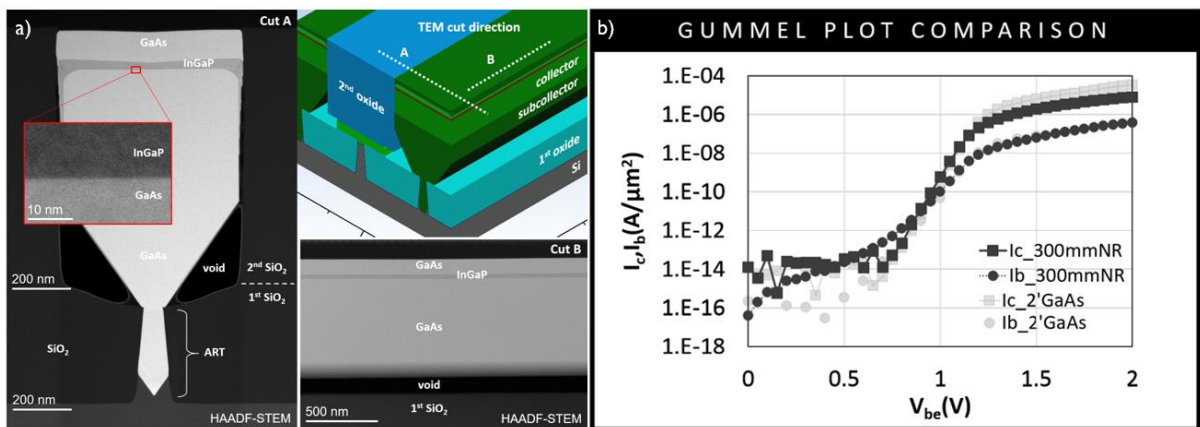 a)
Cut A
GaAs
InGaP
InGaP
GaAs
10 nm
GaAs
void
2nd SiO2
200 nm
1st SiO2
SiO2
ART
200 nm
HAADF-STEM
TEM cut direction
A
B
2nd oxide
collector
subcollector
1st oxide
Si
Cut B
GaAs
InGaP
GaAs
void
1st SiO2
500 nm
HAADF-STEM
b)
GUMMEL PLOT COMPARISON
Ic,Ib(A/µm²)
1.E-04
1.E-06
1.E-08
1.E-10
1.E-12
1.E-14
1.E-16
1.E-18
Ic_300mmNR
Ib_300mmNR
Ic_2'GaAs
Ib_2'GaAs
0 0.5 1 1.5 2
Vbe(V)